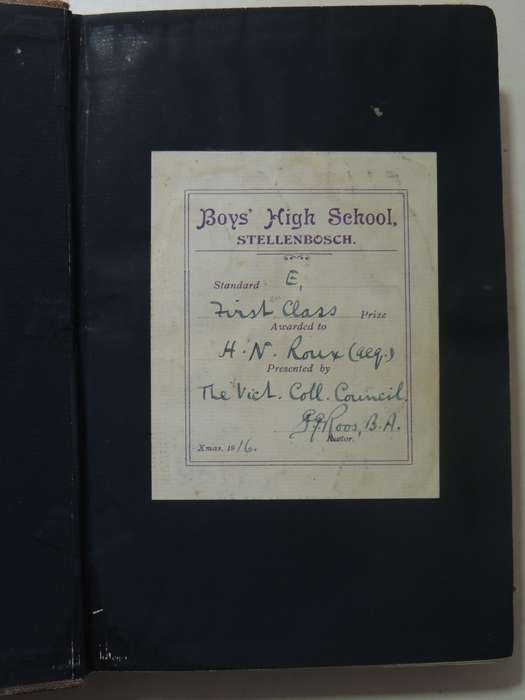 Boys' High School,
STELLENBOSCH.
Standard E,
First Class Prize
Awarded to
H. N. Roux (aeq.)
Presented by
The Vict. Coll. Council.
P.J. Roos, B.A.
Rector.
Xmas, 1916.